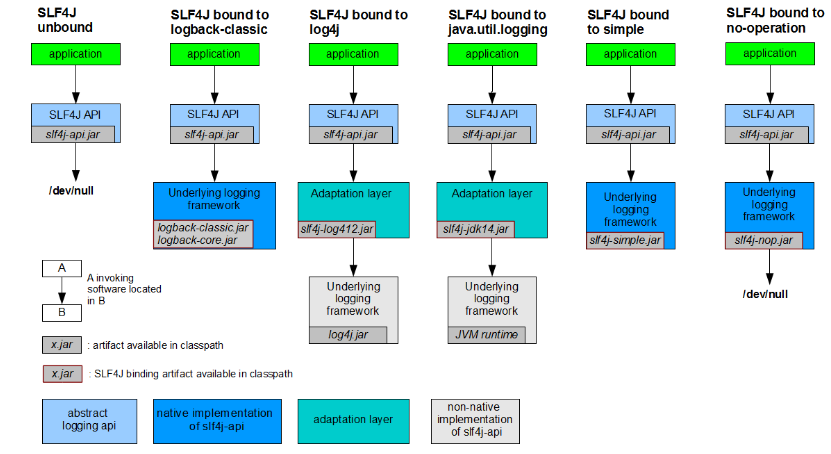 SLF4J
unbound
SLF4J bound to
logback-classic
SLF4J bound to
log4j
SLF4J bound to
java.util.logging
SLF4J bound
to simple
SLF4J bound to
no-operation
application
application
application
application
application
application
SLF4J API
slf4j-api.jar
SLF4J API
slf4j-api.jar
SLF4J API
slf4j-api.jar
SLF4J API
slf4j-api.jar
SLF4J API
slf4j-api.jar
SLF4J API
slf4j-api.jar
/dev/null
Underlying logging
framework
logback-classic.jar
logback-core.jar
Adaptation layer
slf4j-log412.jar
Adaptation layer
slf4j-jdk14.jar
Underlying
logging
framework
slf4j-simple.jar
Underlying
logging
framework
slf4j-nop.jar
Underlying
logging
framework
log4j.jar
Underlying
logging
framework
JVM runtime
/dev/null
A
B
A invoking
software located
in B
x.jar
: artifact available in classpath
x.jar
: SLF4J binding artifact available in classpath
abstract
logging api
native implementation
of slf4j-api
adaptation layer
non-native
implementation
of slf4j-api